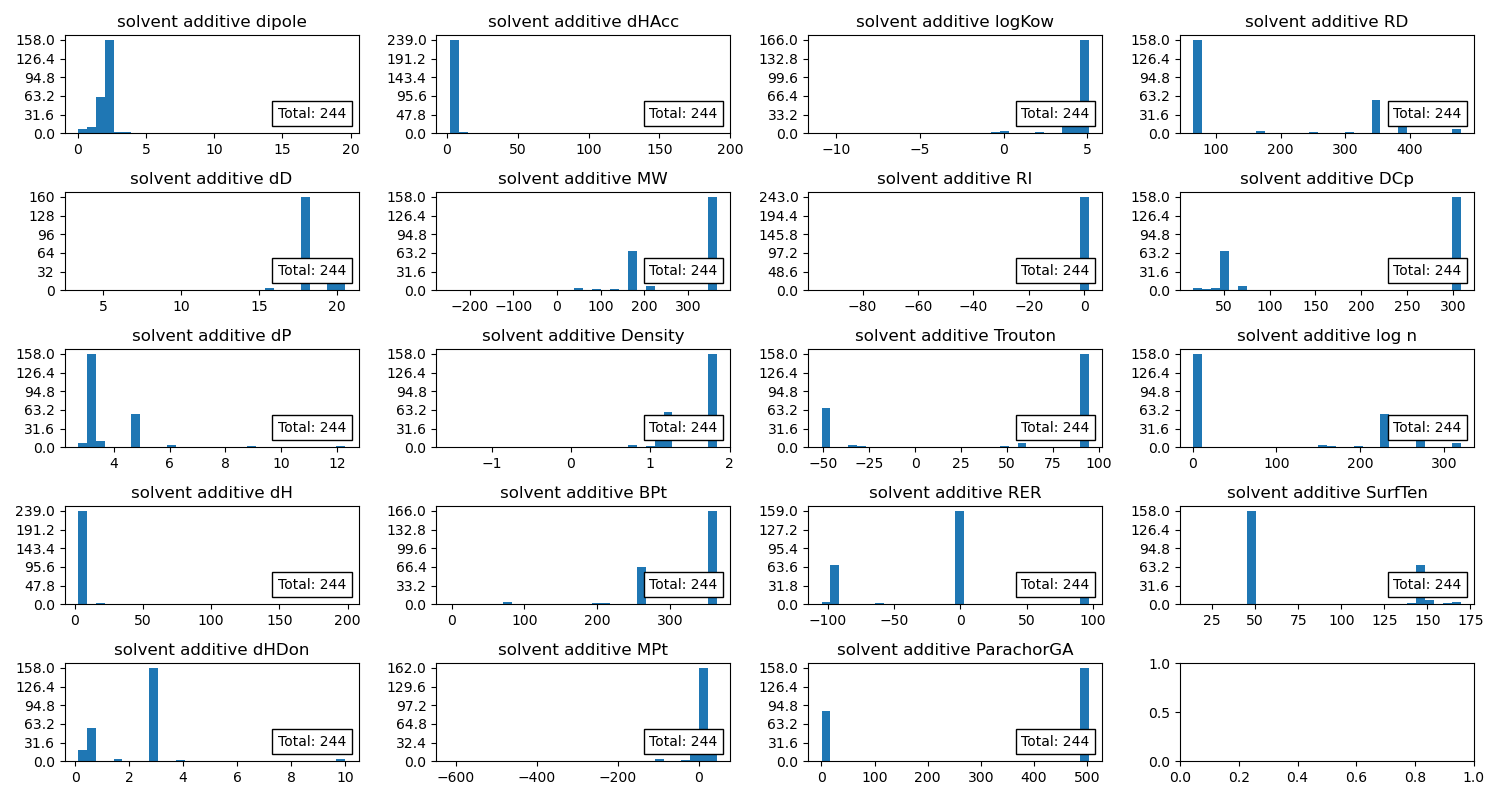 solvent additive dipole
158.0
126.4
94.8
63.2
31.6
0.0
Total: 244
0 5 10 15 20
solvent additive dHAcc
239.0
191.2
143.4
95.6
47.8
0.0
Total: 244
0 50 100 150 200
solvent additive logKow
166.0
132.8
99.6
66.4
33.2
0.0
Total: 244
−10 −5 0 5
solvent additive RD
158.0
126.4
94.8
63.2
31.6
0.0
Total: 244
100 200 300 400
solvent additive dD
160
128
96
64
32
0
Total: 244
5 10 15 20
solvent additive MW
158.0
126.4
94.8
63.2
31.6
0.0
Total: 244
−200 −100 0 100 200 300
solvent additive RI
243.0
194.4
145.8
97.2
48.6
0.0
Total: 244
−80 −60 −40 −20 0
solvent additive DCp
158.0
126.4
94.8
63.2
31.6
0.0
Total: 244
50 100 150 200 250 300
solvent additive dP
158.0
126.4
94.8
63.2
31.6
0.0
Total: 244
4 6 8 10 12
solvent additive Density
158.0
126.4
94.8
63.2
31.6
0.0
Total: 244
−1 0 1 2
solvent additive Trouton
158.0
126.4
94.8
63.2
31.6
0.0
Total: 244
−50 −25 0 25 50 75 100
solvent additive log n
158.0
126.4
94.8
63.2
31.6
0.0
Total: 244
0 100 200 300
solvent additive dH
239.0
191.2
143.4
95.6
47.8
0.0
Total: 244
0 50 100 150 200
solvent additive BPt
166.0
132.8
99.6
66.4
33.2
0.0
Total: 244
0 100 200 300
solvent additive RER
159.0
127.2
95.4
63.6
31.8
0.0
Total: 244
−100 −50 0 50 100
solvent additive SurfTen
158.0
126.4
94.8
63.2
31.6
0.0
Total: 244
25 50 75 100 125 150 175
solvent additive dHDon
158.0
126.4
94.8
63.2
31.6
0.0
Total: 244
0 2 4 6 8 10
solvent additive MPt
162.0
129.6
97.2
64.8
32.4
0.0
Total: 244
−600 −400 −200 0
solvent additive ParachorGA
158.0
126.4
94.8
63.2
31.6
0.0
Total: 244
0 100 200 300 400 500
1.0
0.5
0.0
0.0 0.2 0.4 0.6 0.8 1.0